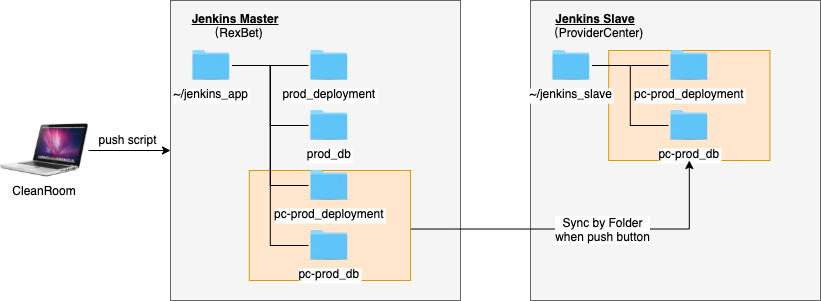 Jenkins Master
(RexBet)
~/jenkins_app
prod_deployment
prod_db
pc-prod_deployment
pc-prod_db
push script
CleanRoom
Jenkins Slave
(ProviderCenter)
~/jenkins_slave
pc-prod_deployment
pc-prod_db
Sync by Folder
when push button